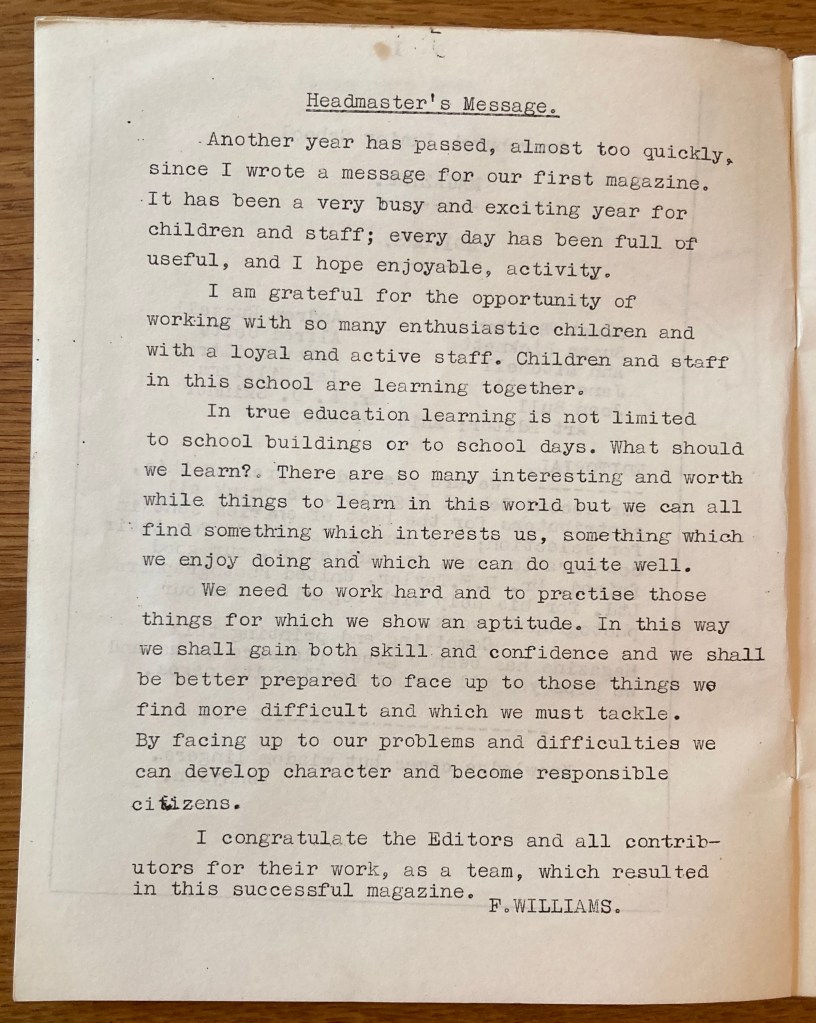 Headmaster's Message.
Another year has passed, almost too quickly,
since I wrote a message for our first magazine.
It has been a very busy and exciting year for
children and staff; every day has been full of
useful, and I hope enjoyable, activity.
I am grateful for the opportunity of
working with so many enthusiastic children and
with a loyal and active staff. Children and staff
in this school are learning together.
In true education learning is not limited
to school buildings or to school days. What should
we learn?. There are so many interesting and worth
while things to learn in this world but we can all
find something which interests us, something which
we enjoy doing and which we can do quite well.
We need to work hard and to practise those
things for which we show an aptitude. In this way
we shall gain both skill and confidence and we shall
be better prepared to face up to those things we
find more difficult and which we must tackle.
By facing up to our problems and difficulties we
can develop character and become responsible
citizens.
I congratulate the Editors and all contrib-
utors for their work, as a team, which resulted
in this successful magazine.
F.WILLIAMS.